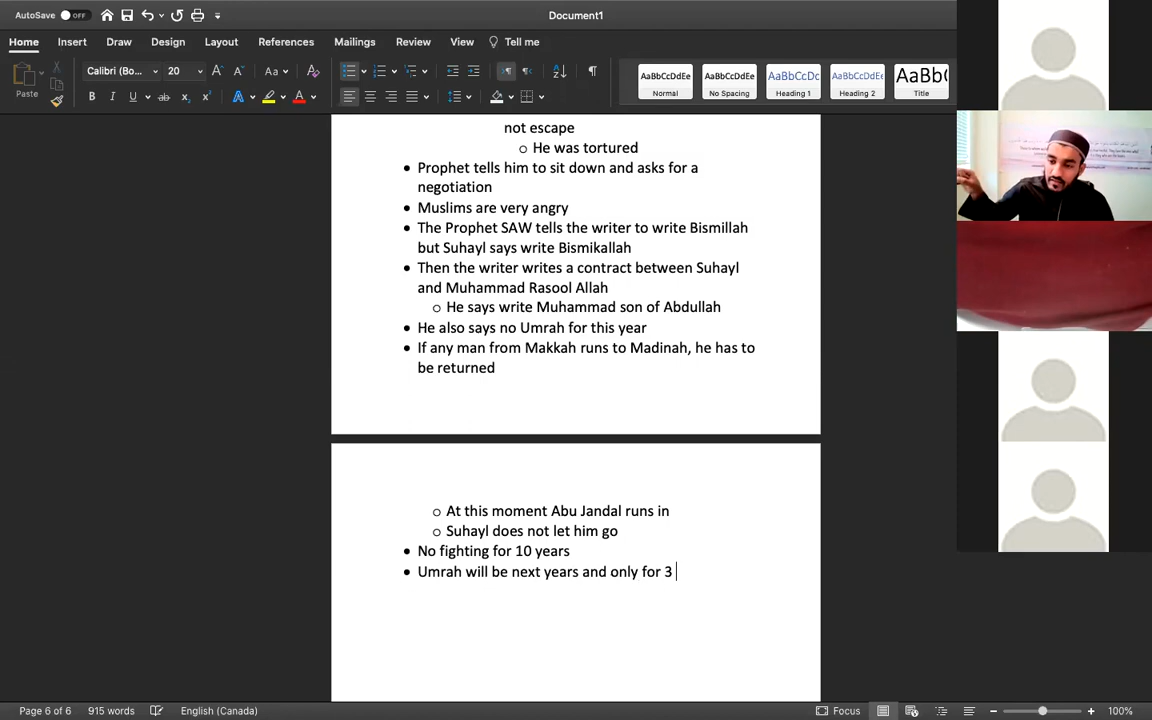 AutoSave OFF Document1
Home Insert Draw Design Layout References Mailings Review View Tell me
Paste Calibri (Bo... 20 AaBbCcDdEe AaBbCcDdEe AaBbCcDc AaBbCcDdEe AaBb(
Normal No Spacing Heading 1 Heading 2 Title
not escape
o He was tortured
• Prophet tells him to sit down and asks for a
negotiation
• Muslims are very angry
• The Prophet SAW tells the writer to write Bismillah
but Suhayl says write Bismikallah
• Then the writer writes a contract between Suhayl
and Muhammad Rasool Allah
o He says write Muhammad son of Abdullah
• He also says no Umrah for this year
• If any man from Makkah runs to Madinah, he has to
be returned
o At this moment Abu Jandal runs in
o Suhayl does not let him go
• No fighting for 10 years
• Umrah will be next years and only for 3
Page 6 of 6 915 words English (Canada) Focus 120%